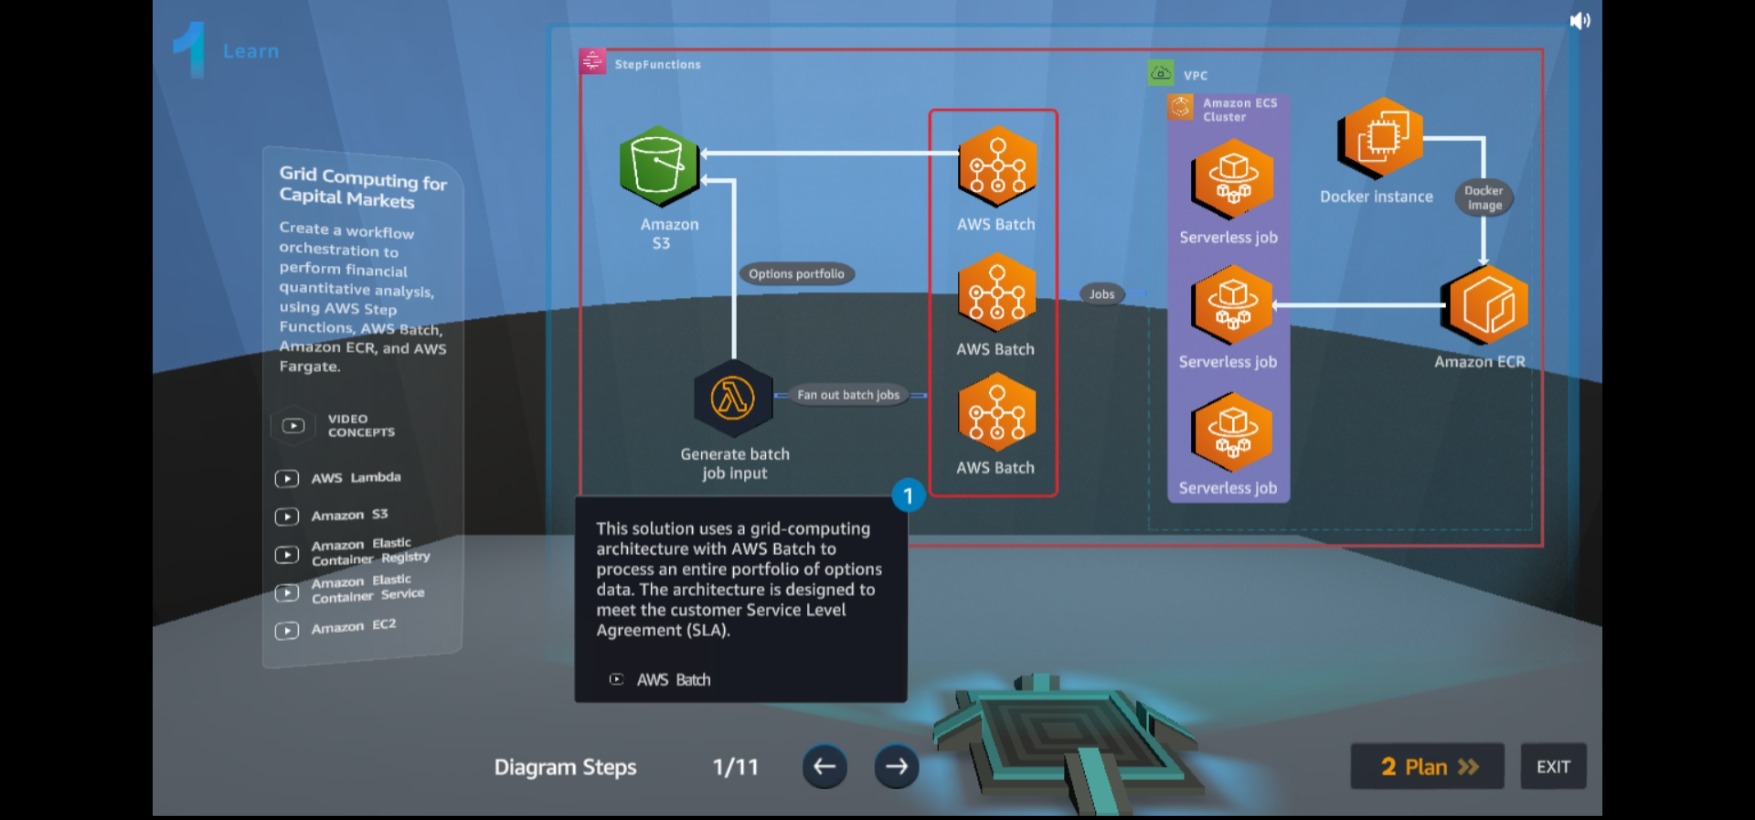 1 Learn
Grid Computing for
Capital Markets
Create a workflow
orchestration to
perform financial
quantitative analysis,
using AWS Step
Functions, AWS Batch,
Amazon ECR, and AWS
Fargate.
VIDEO
CONCEPTS
AWS Lambda
Amazon S3
Amazon Elastic
Container Registry
Amazon Elastic
Container Service
Amazon EC2
StepFunctions
Amazon
S3
Options portfolio
Generate batch
job input
Fan out batch jobs
AWS Batch
AWS Batch
AWS Batch
Jobs
VPC
Amazon ECS
Cluster
Serverless job
Serverless job
Serverless job
Docker instance
Docker
Image
Amazon ECR
1
This solution uses a grid-computing
architecture with AWS Batch to
process an entire portfolio of options
data. The architecture is designed to
meet the customer Service Level
Agreement (SLA).
AWS Batch
Diagram Steps 1/11
2 Plan
EXIT